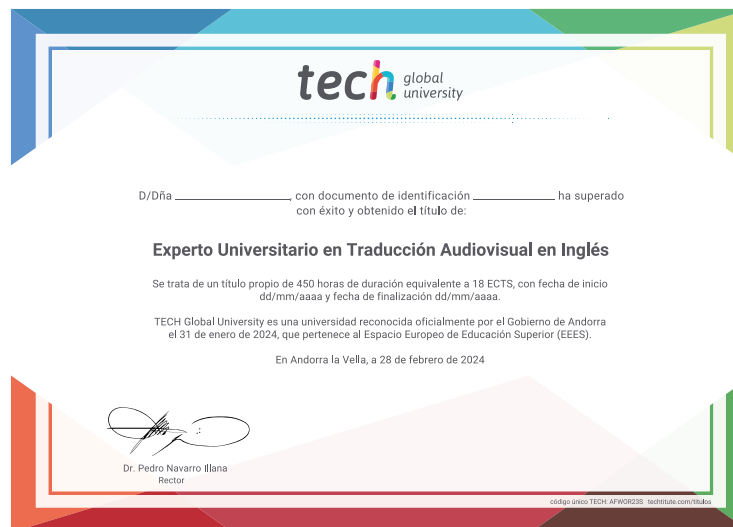 tech global university
D/Dña ____________________, con documento de identificación ______________ ha superado
con éxito y obtenido el título de:
Experto Universitario en Traducción Audiovisual en Inglés
Se trata de un título propio de 450 horas de duración equivalente a 18 ECTS, con fecha de inicio
dd/mm/aaaa y fecha de finalización dd/mm/aaaa.
TECH Global University es una universidad reconocida oficialmente por el Gobierno de Andorra
el 31 de enero de 2024, que pertenece al Espacio Europeo de Educación Superior (EEES).
En Andorra la Vella, a 28 de febrero de 2024
Dr. Pedro Navarro Illana
Rector
código único TECH: AFWOR23S techtitute.com/titulos